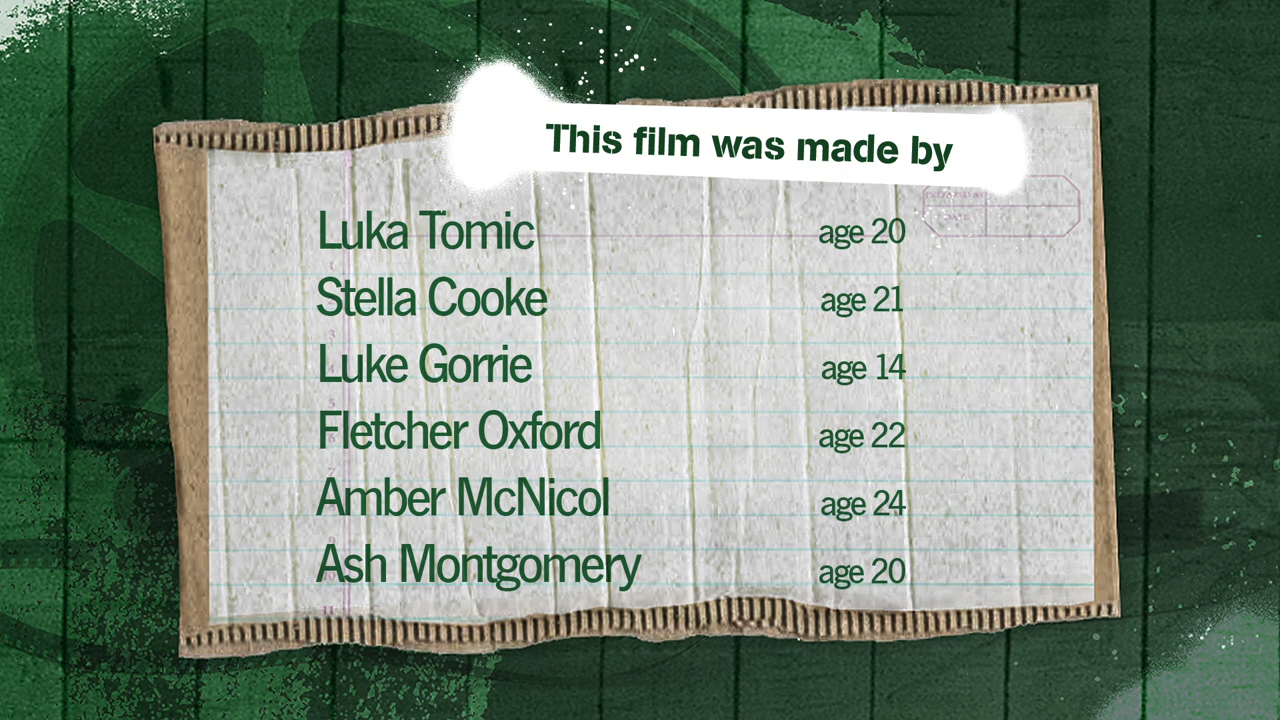 This film was made by
Luka Tomic age 20
Stella Cooke age 21
Luke Gorrie age 14
Fletcher Oxford age 22
Amber McNicol age 24
Ash Montgomery age 20